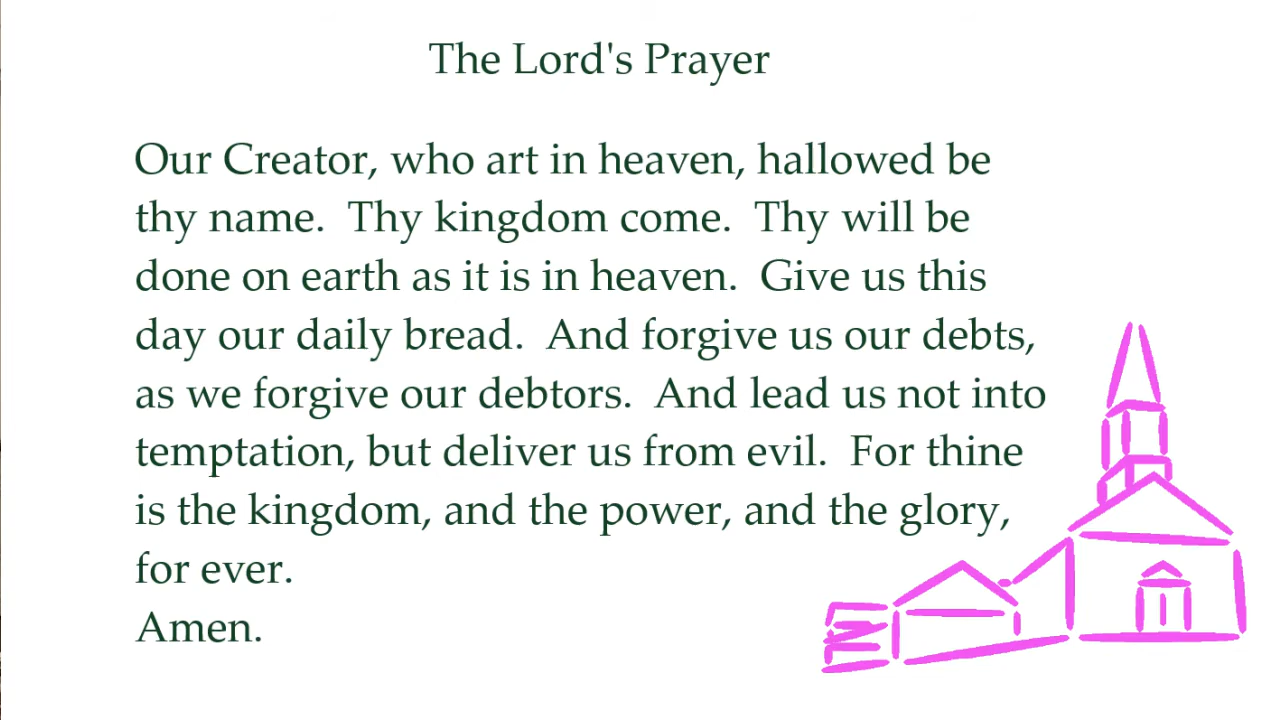 The Lord's Prayer
Our Creator, who art in heaven, hallowed be
thy name.  Thy kingdom come.  Thy will be
done on earth as it is in heaven.  Give us this
day our daily bread.  And forgive us our debts,
as we forgive our debtors.  And lead us not into
temptation, but deliver us from evil.  For thine
is the kingdom, and the power, and the glory,
for ever.
Amen.